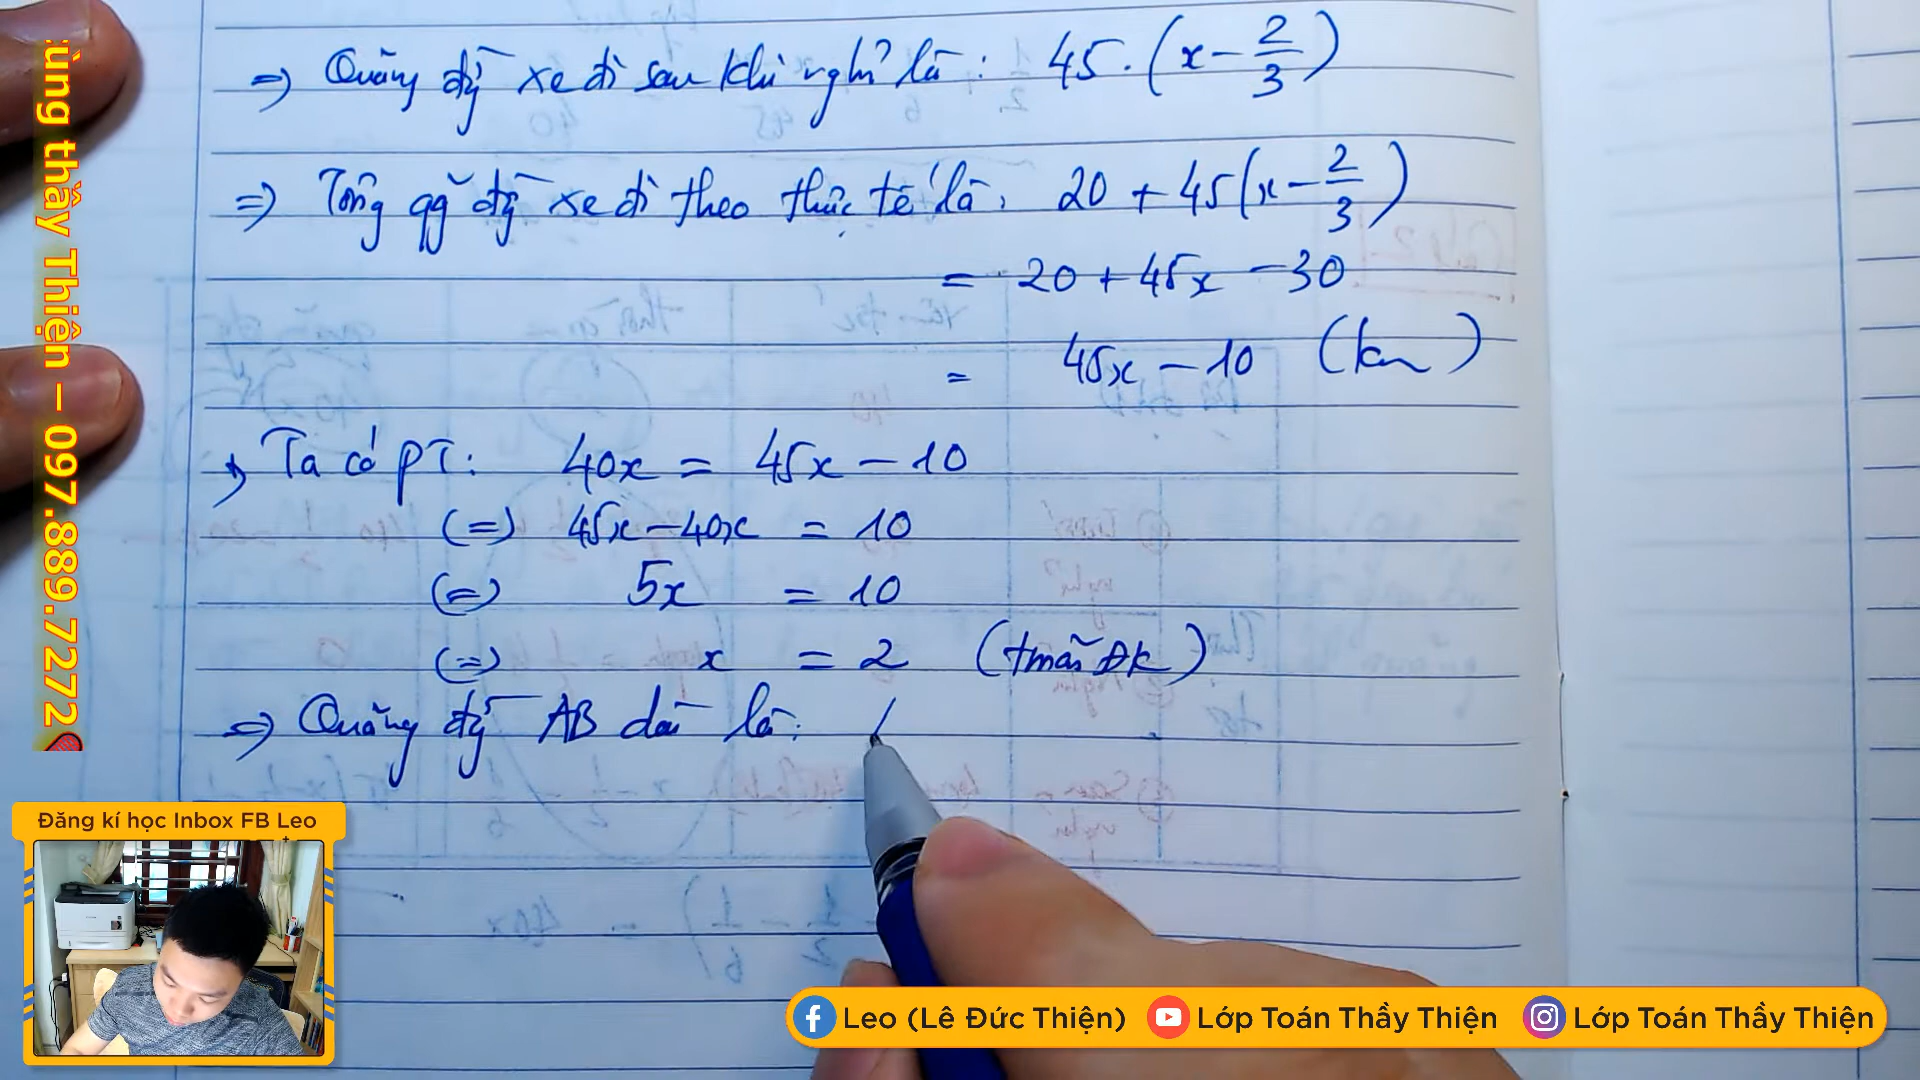 ⇒ Quãng đg̀ xe đi sau khi nghỉ là: 45.(x - 2/3)
⇒ Tổng qg̃ đg̀ xe đi theo thực tế là: 20 + 45(x - 2/3)
= 20 + 45x - 30
= 45x - 10 (km)
→ Ta có PT: 40x = 45x - 10
(=) 45x - 40x = 10
(=) 5x = 10
(=) x = 2 (tmãn ĐK)
⇒ Quãng đg̀ AB dài là:
ùng thầy Thiện – 097.889.7272
Đăng kí học Inbox FB Leo
Leo (Lê Đức Thiện) Lớp Toán Thầy Thiện Lớp Toán Thầy Thiện